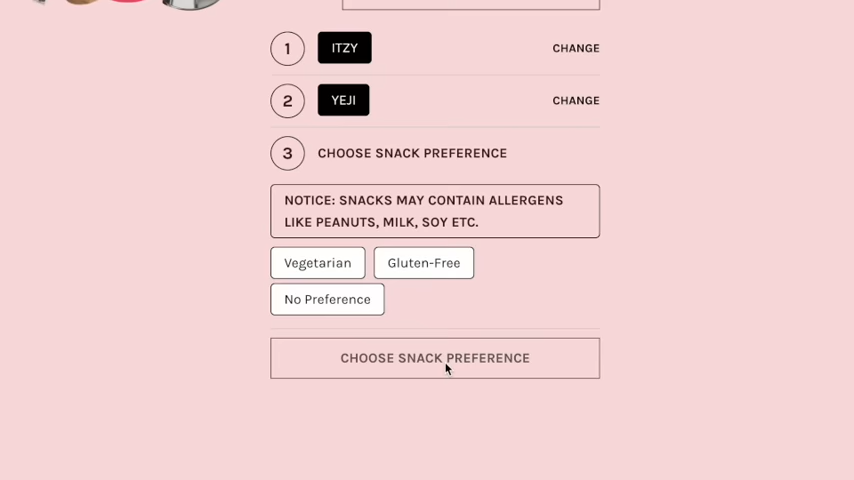 1 ITZY CHANGE
2 YEJI CHANGE
3 CHOOSE SNACK PREFERENCE
NOTICE: SNACKS MAY CONTAIN ALLERGENS
LIKE PEANUTS, MILK, SOY ETC.
Vegetarian Gluten-Free
No Preference
CHOOSE SNACK PREFERENCE